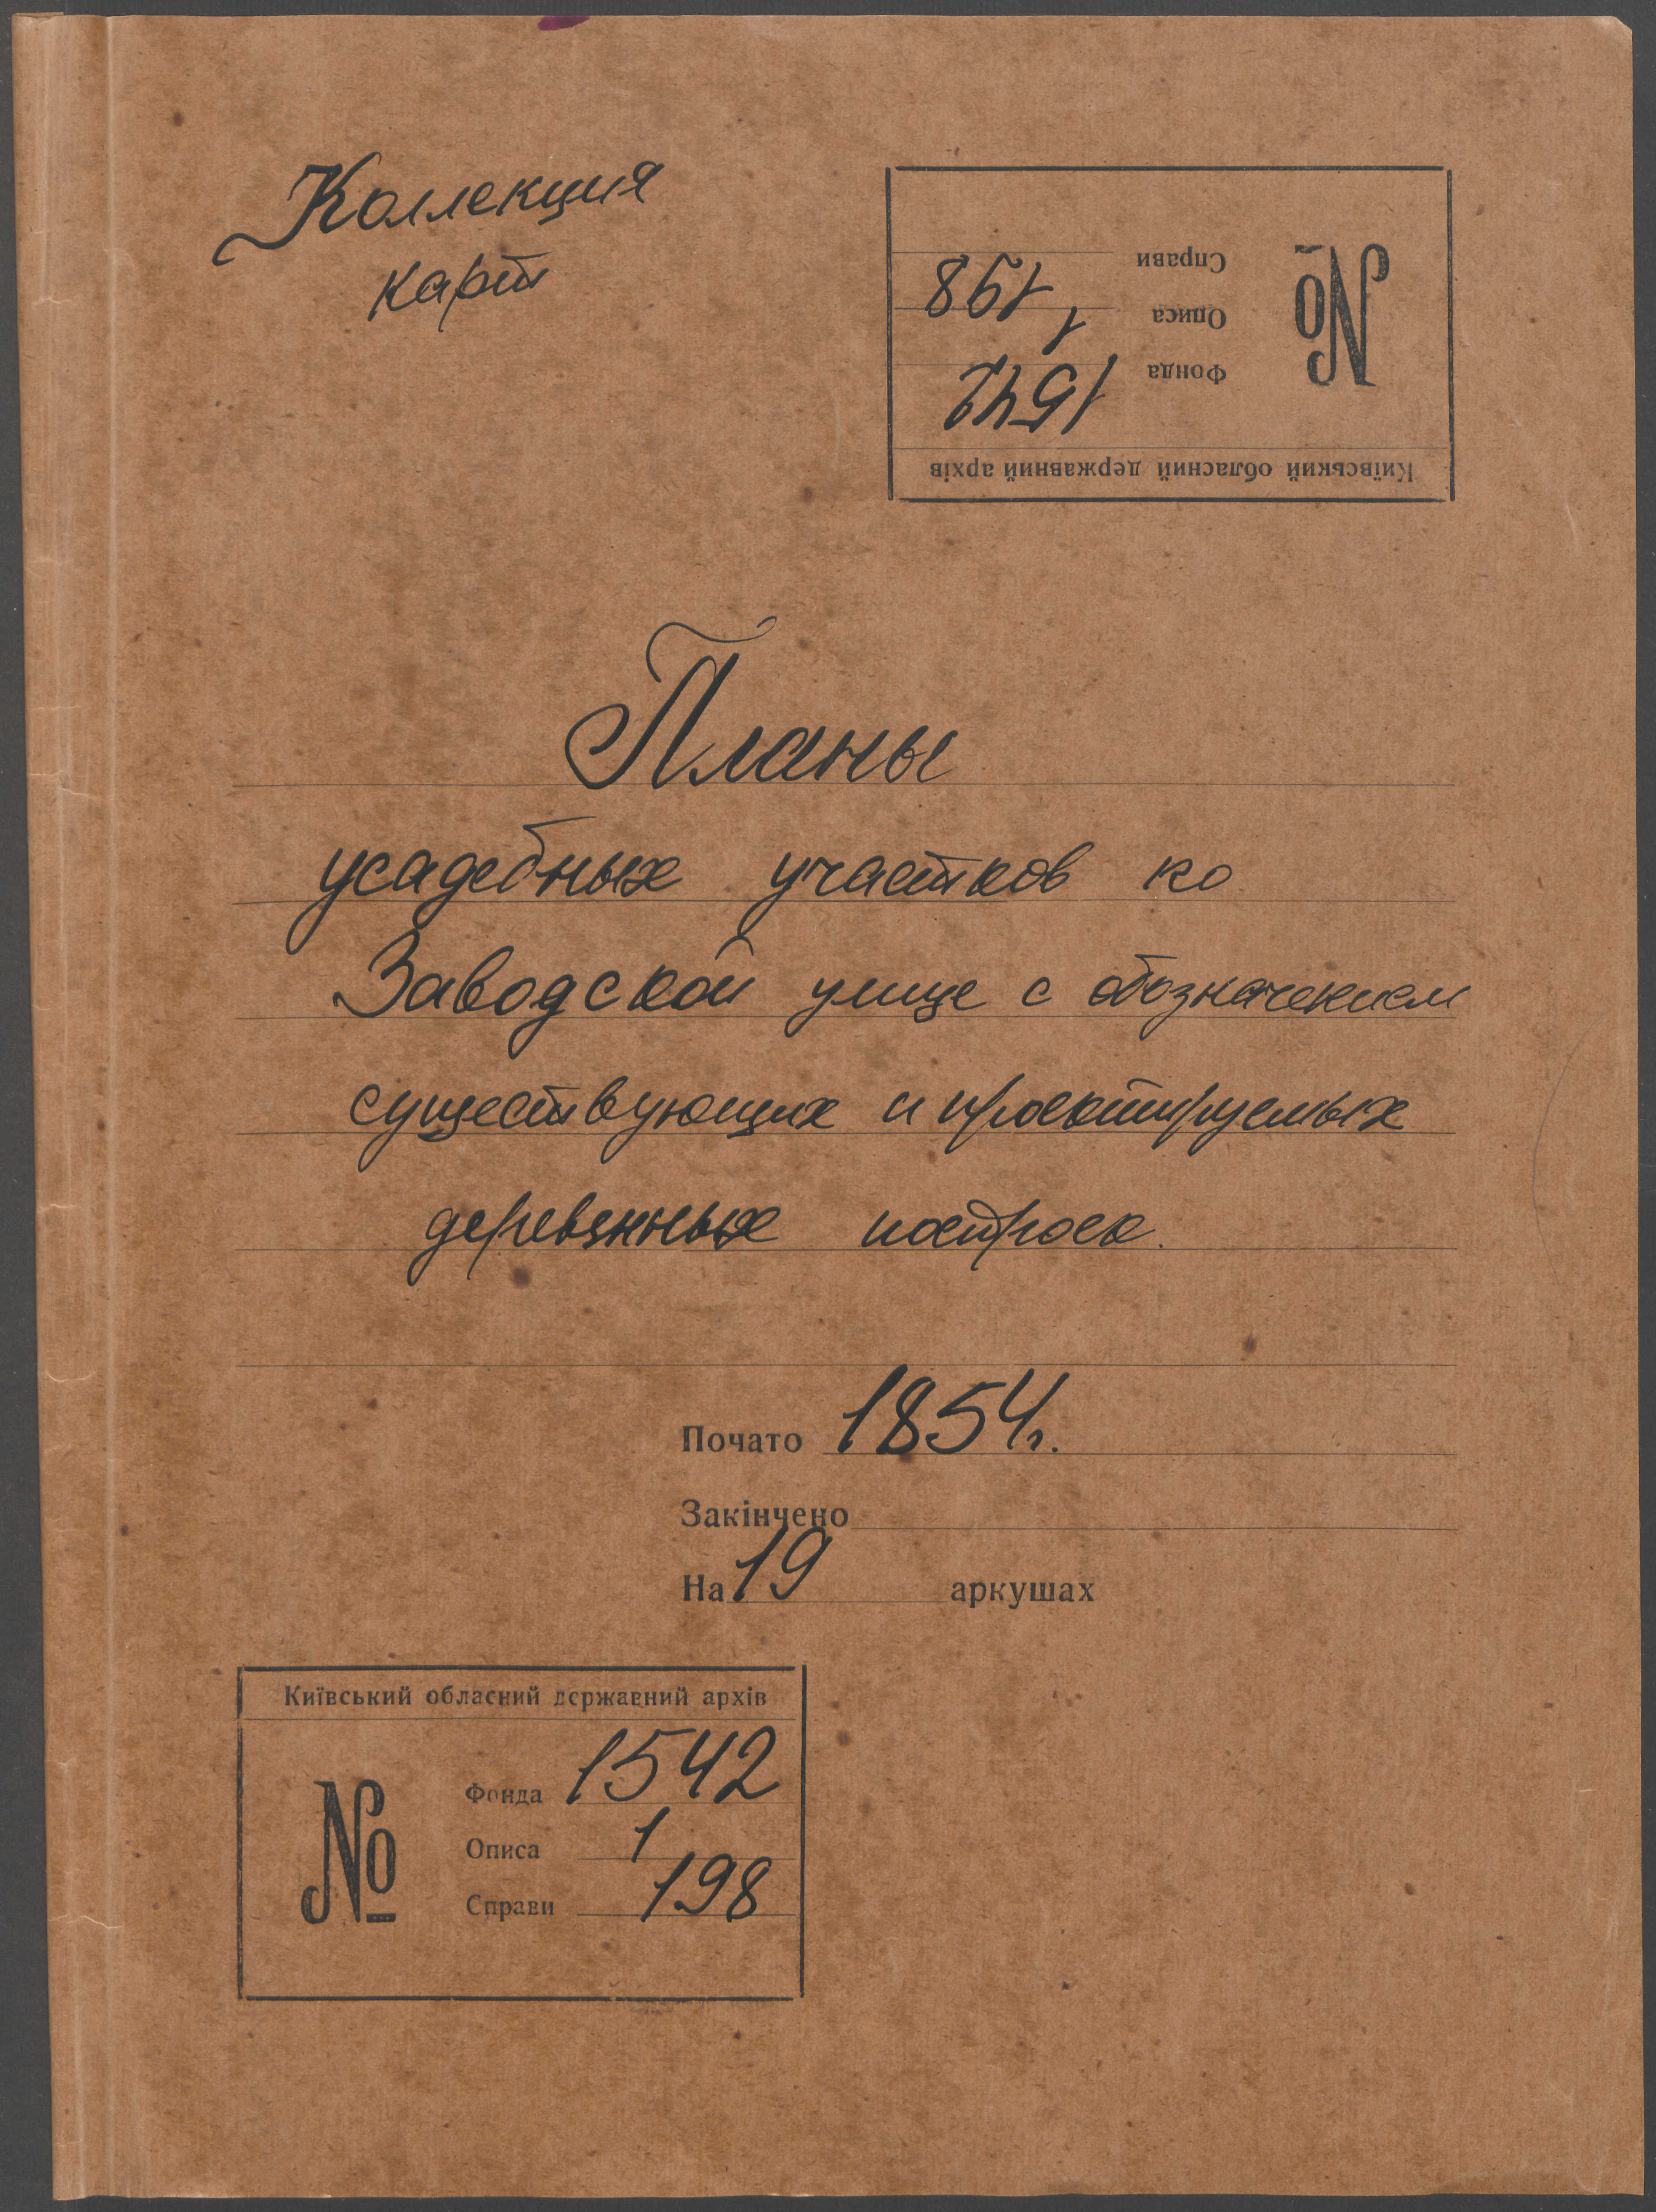 Коллекция
карт
Київський обласний державний архів
№
Фонда 1542
Описа 1
Справи 198
Планы
усадебных участков по
Заводской улице с обозначением
существующих и проектируемых
деревянных построек.
Почато 1854г.
Закінчено
На 19 аркушах
Київський обласний державний архів
№
Фонда 1542
Описа 1
Справи 198